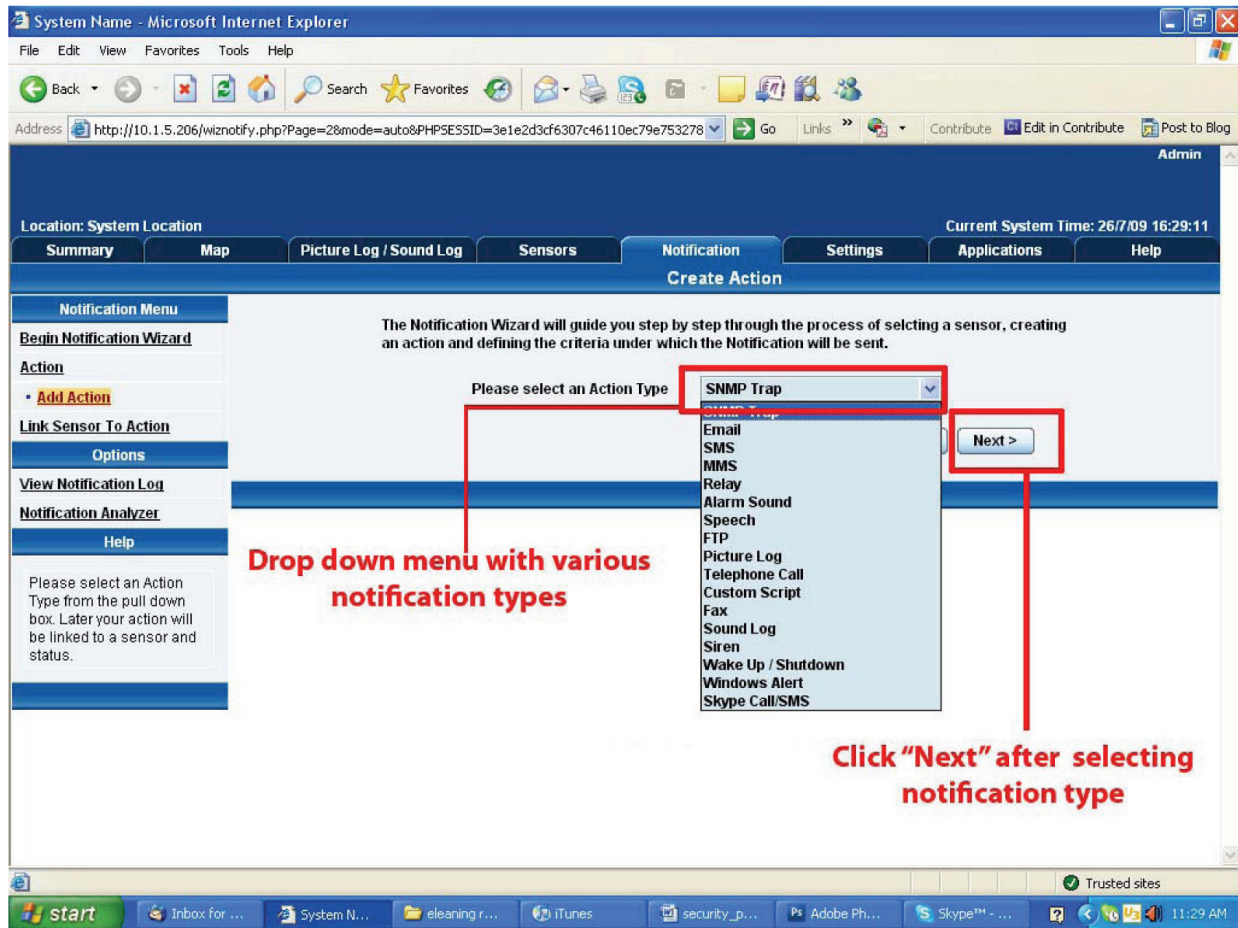 System Name - Microsoft Internet Explorer
File Edit View Favorites Tools Help
Back Search Favorites
Address http://10.1.5.206/wiznotify.php?Page=2&mode=auto&PHPSESSID=3e1e2d3cf6307c46110ec79e753278 Go Links » Contribute Edit in Contribute Post to Blog
Admin
Location: System Location Current System Time: 26/7/09 16:29:11
Summary Map Picture Log / Sound Log Sensors Notification Settings Applications Help
Create Action
Notification Menu
Begin Notification Wizard
Action
Add Action
Link Sensor To Action
Options
View Notification Log
Notification Analyzer
Help
Please select an Action
Type from the pull down
box. Later your action will
be linked to a sensor and
status.
The Notification Wizard will guide you step by step through the process of selcting a sensor, creating
an action and defining the criteria under which the Notification will be sent.
Please select an Action Type SNMP Trap
SNMP Trap
Email
SMS
MMS
Relay
Alarm Sound
Speech
FTP
Picture Log
Telephone Call
Custom Script
Fax
Sound Log
Siren
Wake Up / Shutdown
Windows Alert
Skype Call/SMS
Next >
Drop down menu with various
notification types
Click "Next" after selecting
notification type
Trusted sites
start Inbox for ... System N... eleaning r... iTunes security_p... Adobe Ph... Skype™ - ... 11:29 AM